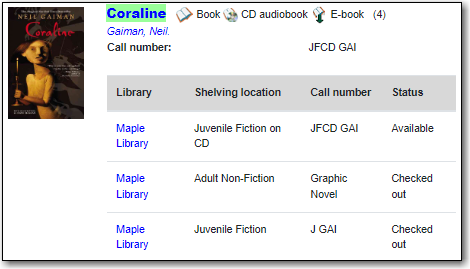 NEIL GAIMAN
Coraline
Coraline Book CD audiobook E-book (4)
Gaiman, Neil.
Call number: JFCD GAI
Library Shelving location Call number Status
Maple Library Juvenile Fiction on CD JFCD GAI Available
Maple Library Adult Non-Fiction Graphic Novel Checked out
Maple Library Juvenile Fiction J GAI Checked out